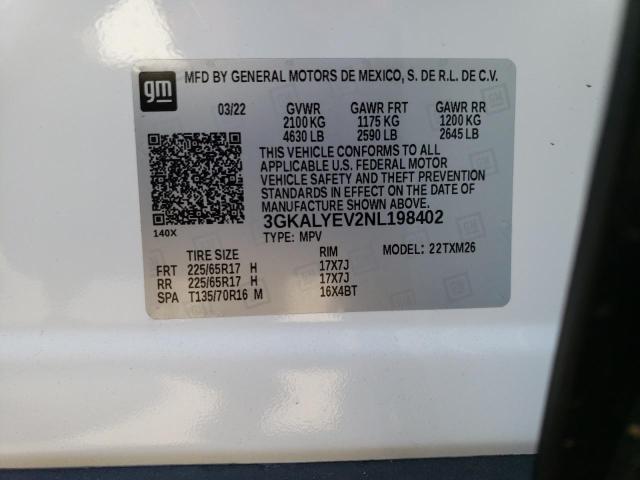 gm
MFD BY GENERAL MOTORS DE MEXICO, S. DE R.L. DE C.V.
03/22 GVWR GAWR FRT GAWR RR
2100 KG 1175 KG 1200 KG
4630 LB 2590 LB 2645 LB
THIS VEHICLE CONFORMS TO ALL
APPLICABLE U.S. FEDERAL MOTOR
VEHICLE SAFETY AND THEFT PREVENTION
STANDARDS IN EFFECT ON THE DATE OF
MANUFACTURE SHOWN ABOVE.
3GKALYEV2NL198402
140X
TYPE: MPV MODEL: 22TXM26
TIRE SIZE RIM
FRT 225/65R17 H 17X7J
RR 225/65R17 H 17X7J
SPA T135/70R16 M 16X4BT